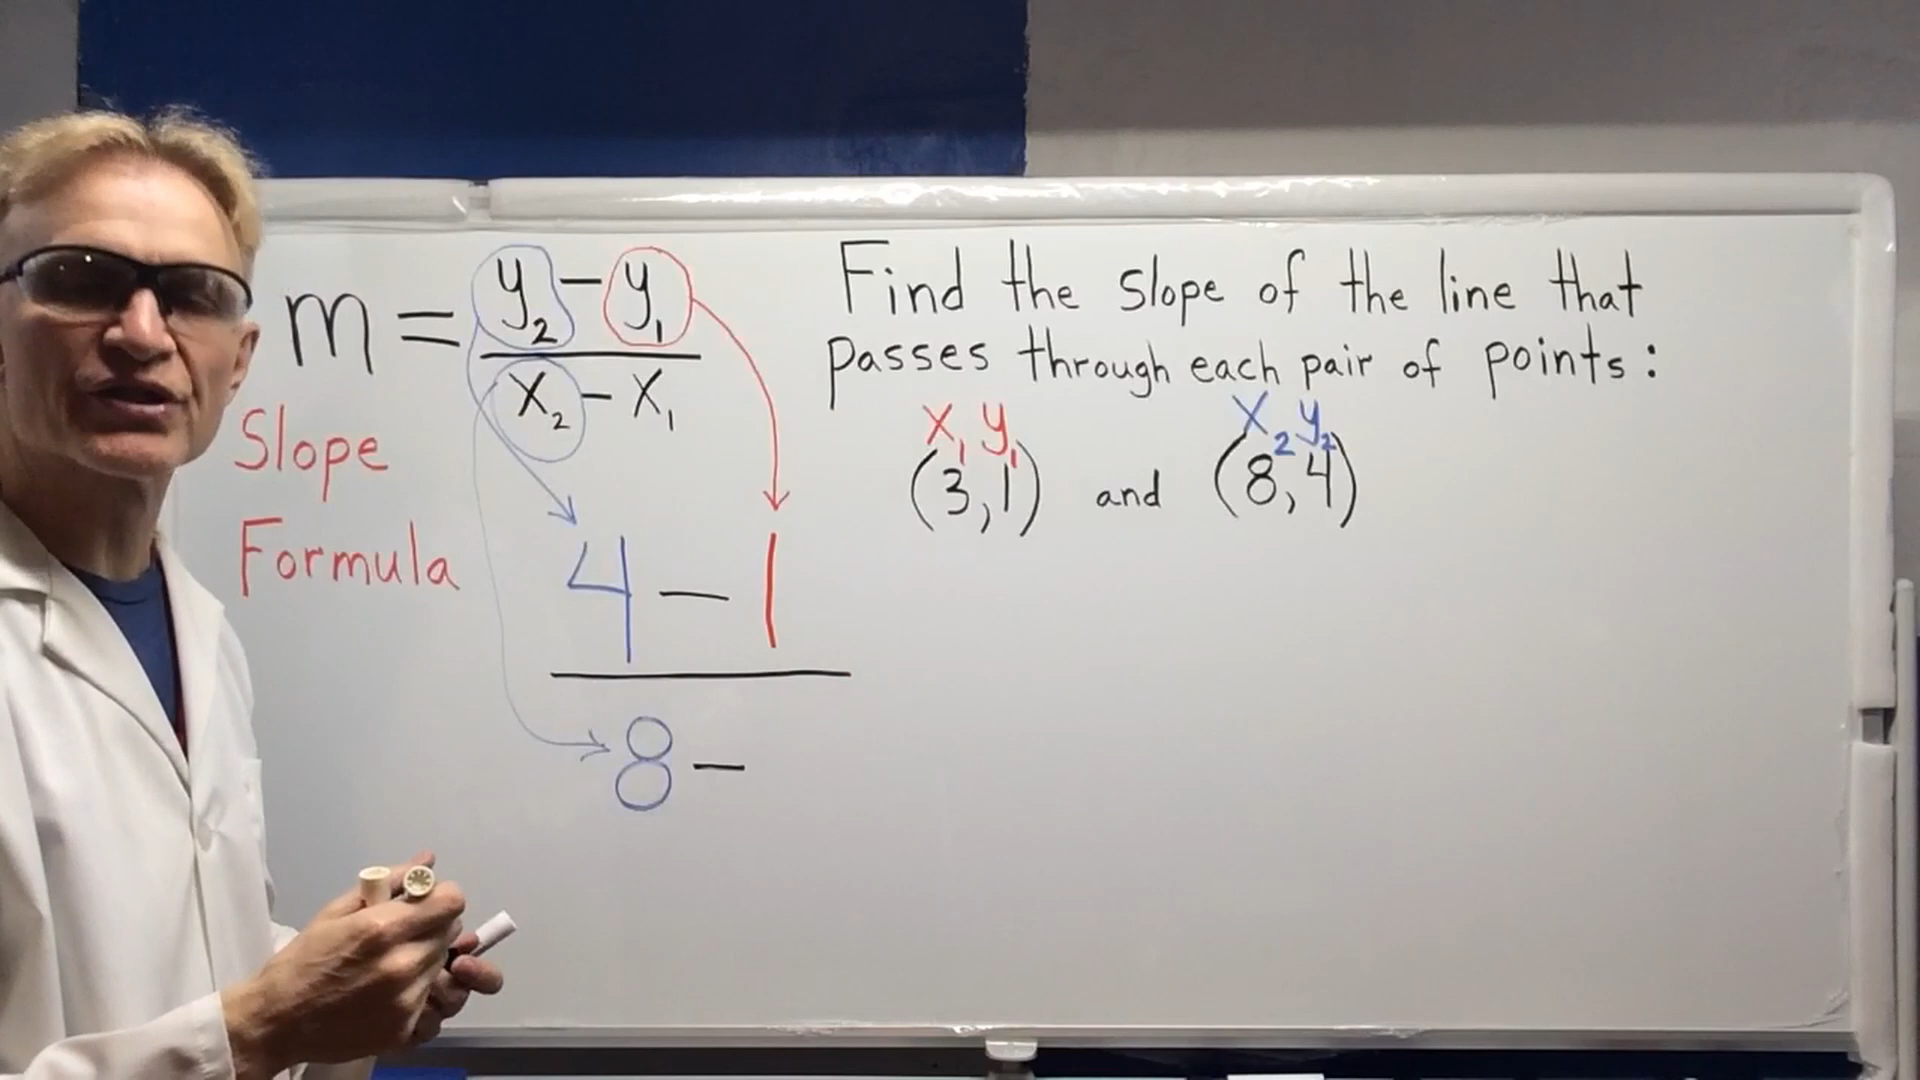 m = y₂ - y₁
x₂ - x₁
Slope
Formula
4 - 1
8 -
Find the slope of the line that
passes through each pair of points:
x₁ y₁ x₂ y₂
(3,1) and (8,4)